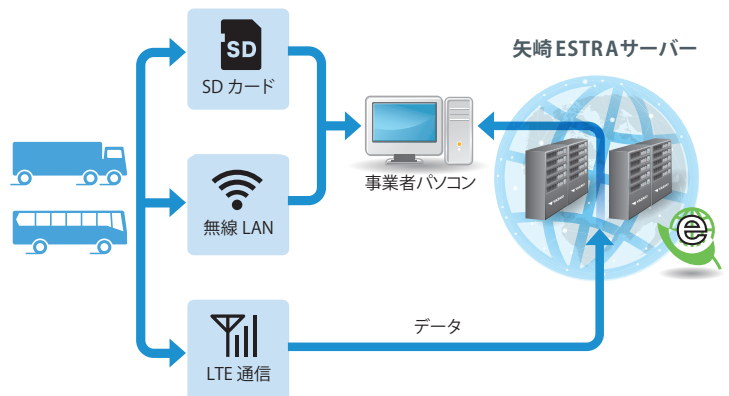 SD
SD カード
無線 LAN
LTE 通信
事業者パソコン
データ
矢崎ESTRAサーバー
e